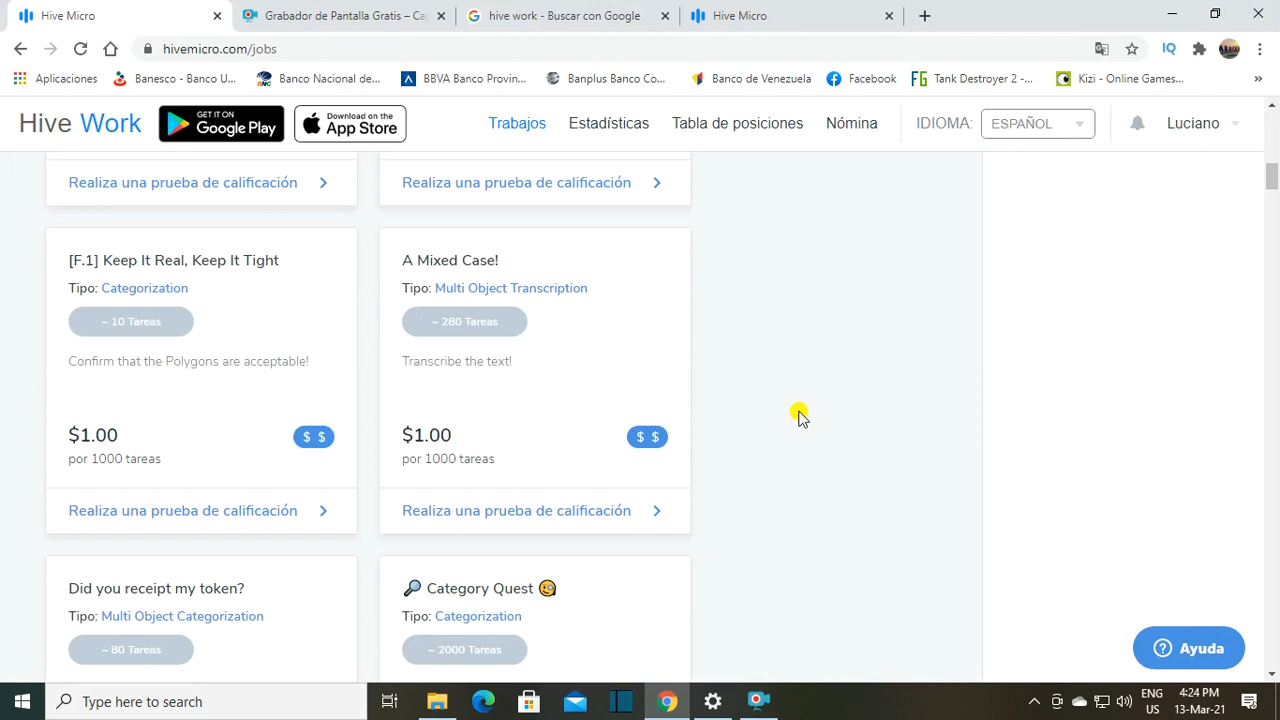 Hive Micro
Grabador de Pantalla Gratis – Ca
hive work - Buscar con Google
Hive Micro
hivemicro.com/jobs
IQ
Aplicaciones
Banesco - Banco U...
Banco Nacional de...
BBVA Banco Provin...
Banplus Banco Co...
Banco de Venezuela
Facebook
Tank Destroyer 2 -...
Kizi - Online Games...
»
Hive Work
GET IT ON
Google Play
Download on the
App Store
Trabajos
Estadísticas
Tabla de posiciones
Nómina
IDIOMA:
ESPAÑOL
Luciano
Realiza una prueba de calificación
Realiza una prueba de calificación
[F.1] Keep It Real, Keep It Tight
Tipo: Categorization
~ 10 Tareas
Confirm that the Polygons are acceptable!
$1.00
$ $
por 1000 tareas
Realiza una prueba de calificación
A Mixed Case!
Tipo: Multi Object Transcription
~ 280 Tareas
Transcribe the text!
$1.00
$ $
por 1000 tareas
Realiza una prueba de calificación
Did you receipt my token?
Tipo: Multi Object Categorization
~ 80 Tareas
🔎 Category Quest 🧐
Tipo: Categorization
~ 2000 Tareas
Ayuda
Type here to search
ENG
US
4:24 PM
13-Mar-21